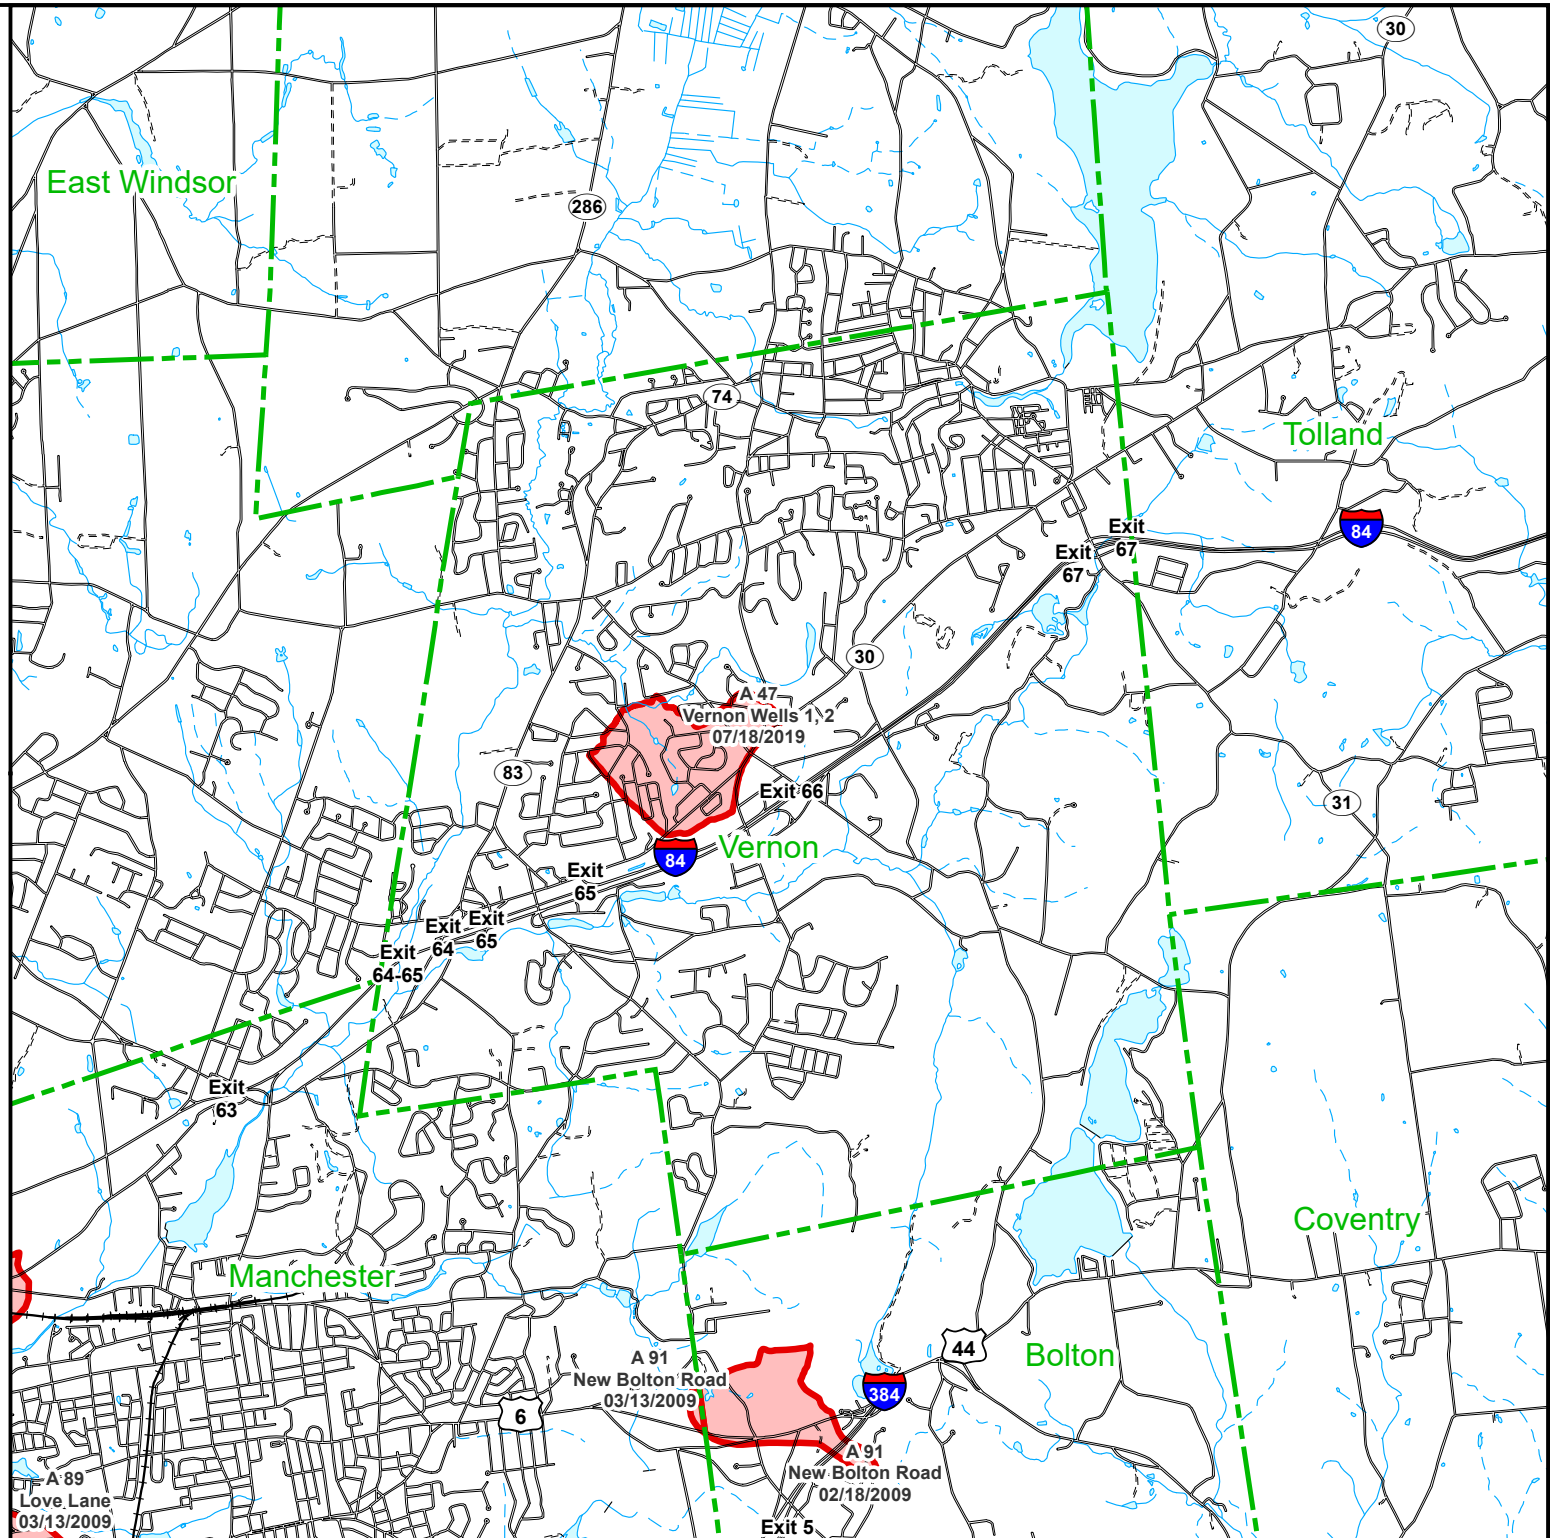 30
East Windsor
286
74
Tolland
84
Exit
67
Exit
67
30
A 47
Vernon Wells 1, 2
07/18/2019
83
Exit 66
31
Vernon
84
Exit
65
Exit
65
Exit
64
Exit
64-65
Exit
63
Coventry
Manchester
44
Bolton
A 91
New Bolton Road
03/13/2009
384
6
A 91
New Bolton Road
02/18/2009
A 89
Love Lane
03/13/2009
Exit 5